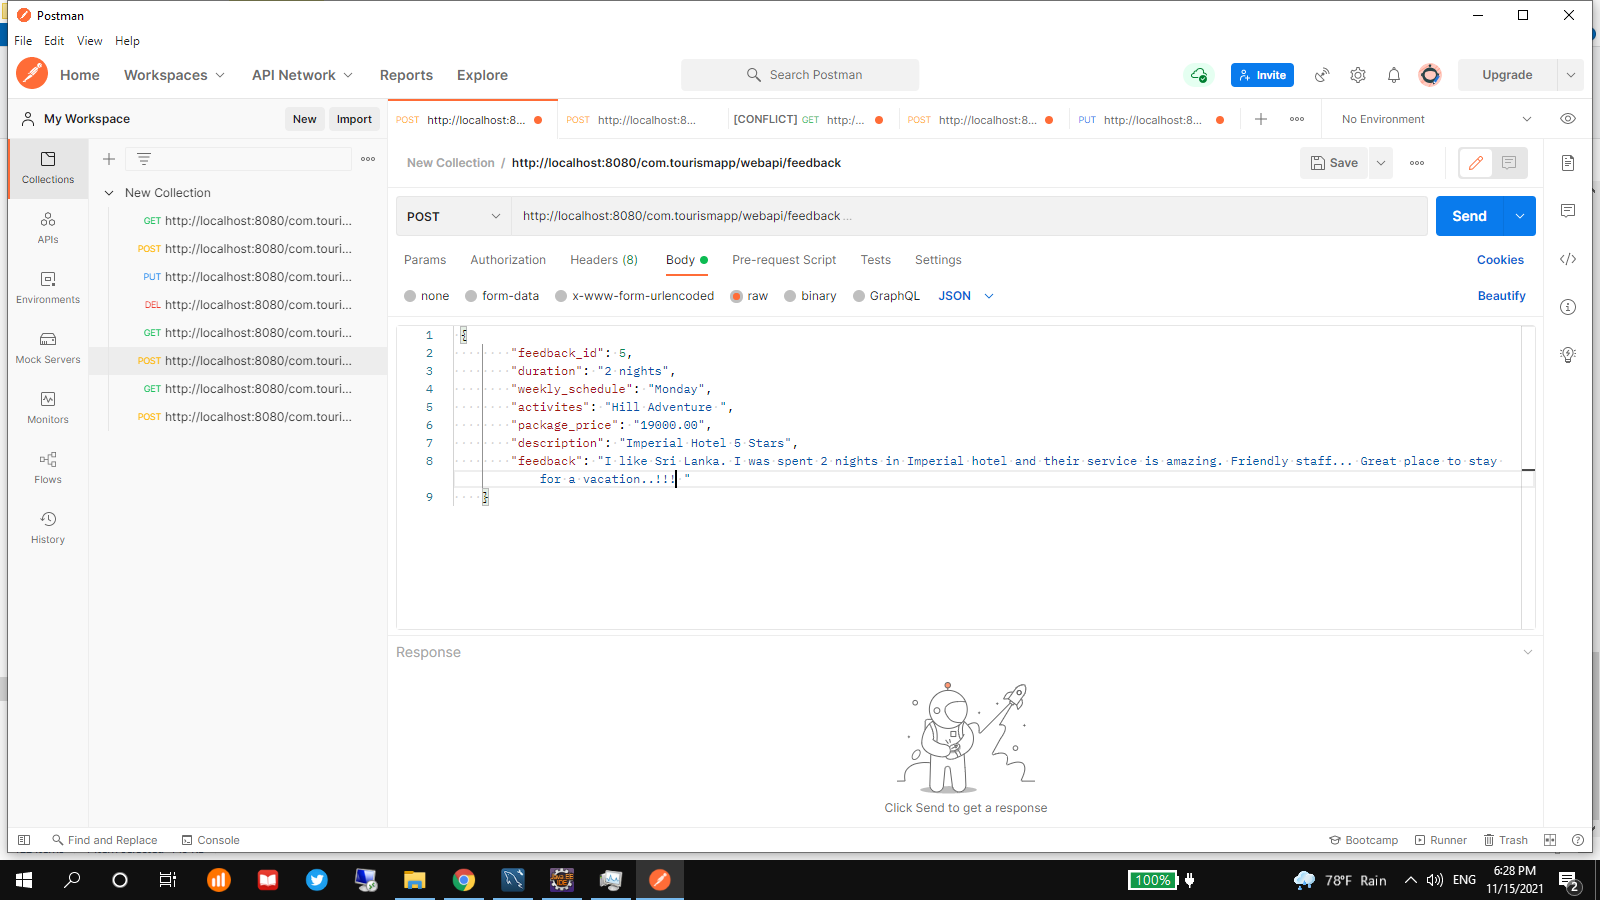 Postman
File Edit View Help
Home Workspaces API Network Reports Explore
Search Postman
Invite
Upgrade
My Workspace
New Import
POST http://localhost:8...
POST http://localhost:8...
[CONFLICT] GET http:/...
POST http://localhost:8...
PUT http://localhost:8...
No Environment
Collections
APIs
Environments
Mock Servers
Monitors
Flows
History
New Collection
GET http://localhost:8080/com.touri...
POST http://localhost:8080/com.touri...
PUT http://localhost:8080/com.touri...
DEL http://localhost:8080/com.touri...
GET http://localhost:8080/com.touri...
POST http://localhost:8080/com.touri...
GET http://localhost:8080/com.touri...
POST http://localhost:8080/com.touri...
New Collection / http://localhost:8080/com.tourismapp/webapi/feedback
Save
POST http://localhost:8080/com.tourismapp/webapi/feedback ...
Send
Params Authorization Headers (8) Body Pre-request Script Tests Settings
Cookies
none form-data x-www-form-urlencoded raw binary GraphQL JSON
Beautify
1 {
2 "feedback_id": 5,
3 "duration": "2 nights",
4 "weekly_schedule": "Monday",
5 "activites": "Hill Adventure ",
6 "package_price": "19000.00",
7 "description": "Imperial Hotel 5 Stars",
8 "feedback": "I like Sri Lanka. I was spent 2 nights in Imperial hotel and their service is amazing. Friendly staff... Great place to stay
for a vacation..!!! "
9 }
Response
Click Send to get a response
Find and Replace Console
Bootcamp Runner Trash
100%
78°F Rain
ENG
6:28 PM
11/15/2021
2